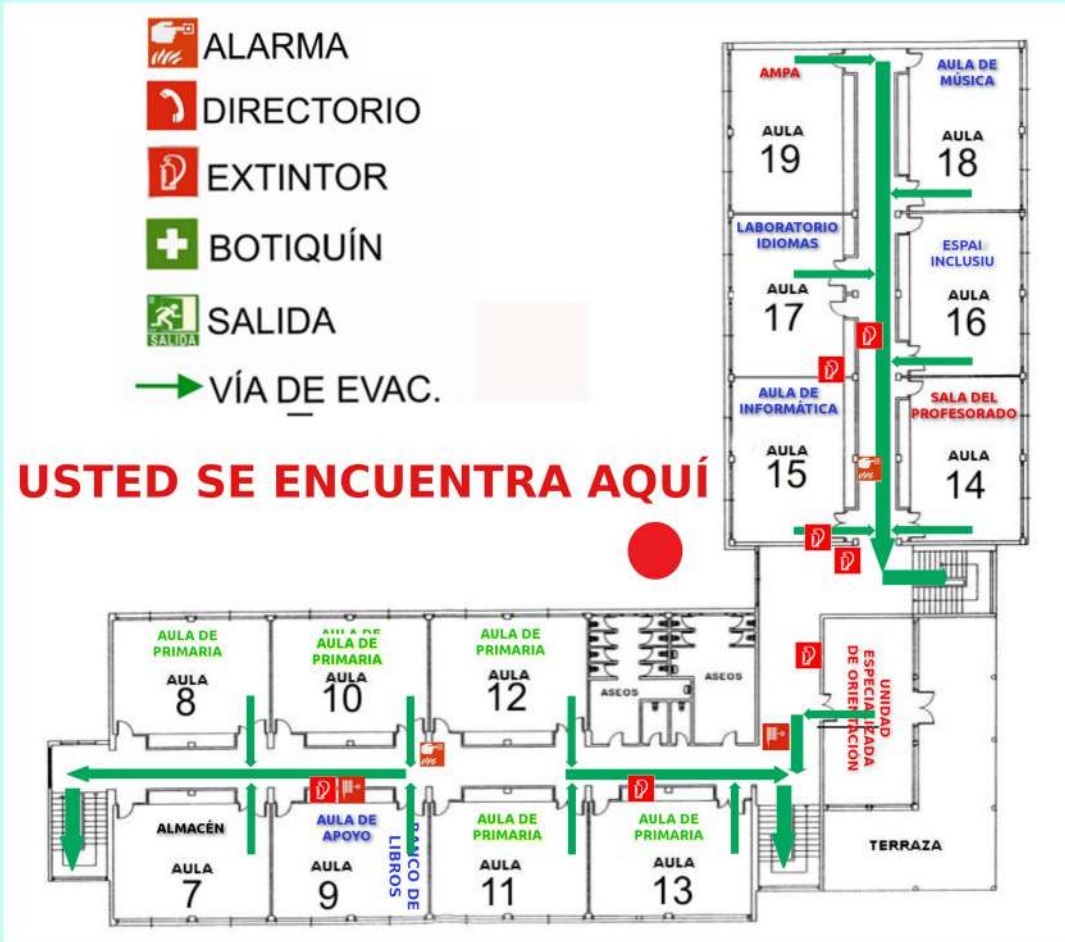 ALARMA
DIRECTORIO
EXTINTOR
BOTIQUÍN
SALIDA
SALIDA
VÍA DE EVAC.
USTED SE ENCUENTRA AQUÍ
AMPA
AULA
19
AULA DE
MÚSICA
AULA
18
LABORATORIO
IDIOMAS
AULA
17
ESPAI
INCLUSIU
AULA
16
AULA DE
INFORMÁTICA
AULA
15
SALA DEL
PROFESORADO
AULA
14
AULA DE
PRIMARIA
AULA
8
AULA DE
AULA DE
PRIMARIA
AULA
10
AULA DE
PRIMARIA
AULA
12
ASEOS
ASEOS
UNIDAD
ESPECIALIZADA
DE ORIENTACIÓN
ALMACÉN
AULA
7
AULA DE
APOYO
AULA
9
BANCO DE
LIBROS
AULA DE
PRIMARIA
AULA
11
AULA DE
PRIMARIA
AULA
13
TERRAZA